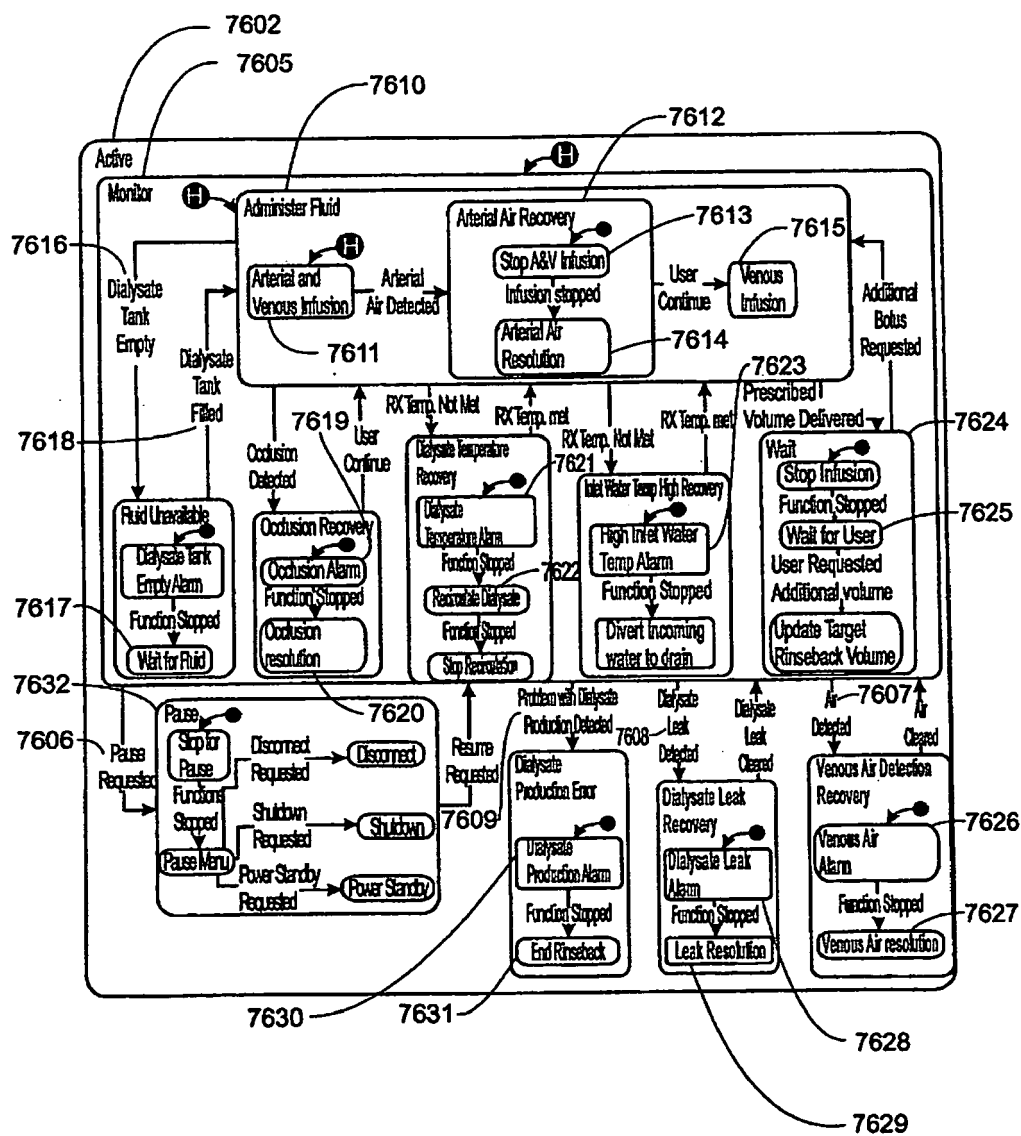 7602
7605
7610
7612
Active
H
Monitor
H
Administer Fluid
Arterial Air Recovery
7613
7615
7616
H
Stop A&V Infusion
Dialysate
Tank
Empty
Arterial and
Venous Infusion
Arterial
Air Detected
Infusion stopped
User
Continue
Venous
Infusion
Additional
Bolus
Requested
7611
Arterial Air
Resolution
7614
7623
Dialysate
Tank
Filled
7618
7619
RX Temp. Not Met
RX Temp. met
RX Temp. Not Met
RX Temp. met
Prescribed
Volume Delivered
7624
Occlusion
Detected
User
Continue
Dialysate Temperature
Recovery
7621
Inlet Water Temp High Recovery
Wait
Stop Infusion
Fluid Unavailable
Occlusion Recovery
Dialysate
Temperature Alarm
High Inlet Water
Temp Alarm
Function Stopped
7625
Dialysate Tank
Empty Alarm
Occlusion Alarm
Function Stopped
7622
Wait for User
User Requested
Additional volume
7617
Function Stopped
Function Stopped
Recirculate Dialysate
Function Stopped
Wait for Fluid
Occlusion
resolution
Function Stopped
Stop Recirculation
Divert incoming
water to drain
Update Target
Rinseback Volume
7632
7606
Pause
Requested
Pause
Stop for
Pause
Functions
Stopped
Pause Menu
Disconnect
Requested
Disconnect
Shutdown
Requested
Shutdown
Power Standby
Requested
Power Standby
7620
Resume
Requested
7609
Problem with Dialysate
Production Detected
7608
Dialysate
Leak
Detected
Dialysate
Leak
Cleared
Air
Detected
7607
Air
Cleared
Dialysate
Production Error
Dialysate Leak
Recovery
Venous Air Detection
Recovery
7626
Dialysate
Production Alarm
Dialysate Leak
Alarm
Venous Air
Alarm
Function Stopped
Function Stopped
Function Stopped
7627
End Rinseback
Leak Resolution
Venous Air resolution
7630
7631
7628
7629